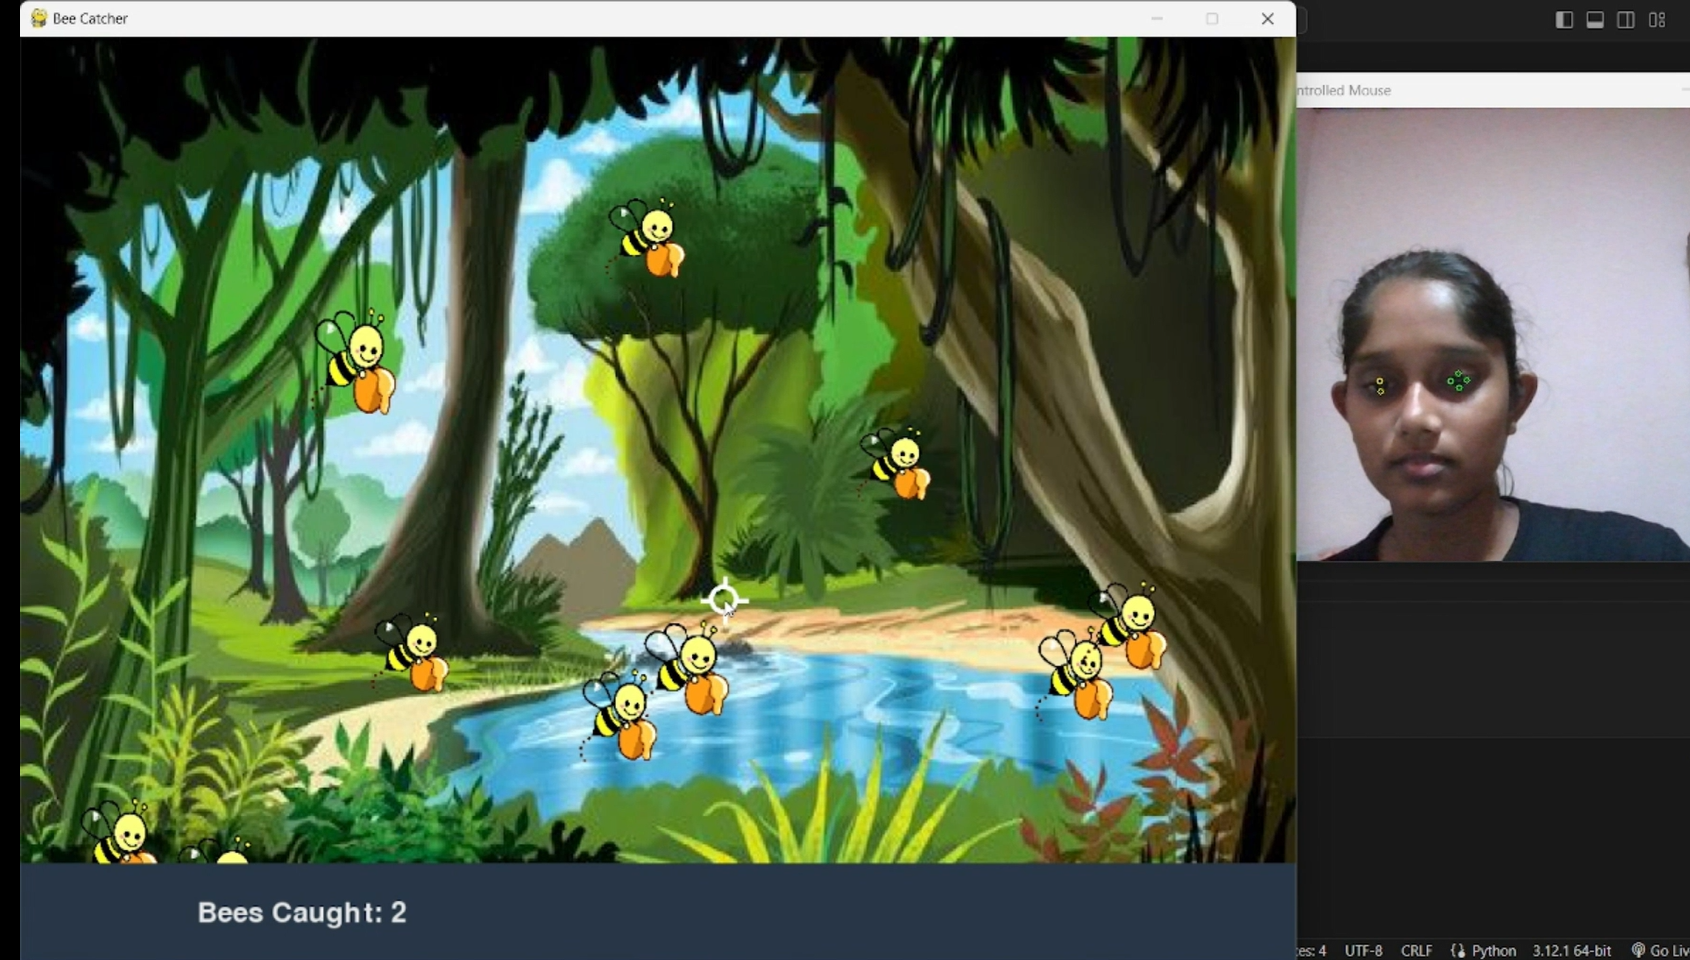 Bee Catcher
ntrolled Mouse
Bees Caught: 2
es: 4 UTF-8 CRLF Python 3.12.1 64-bit Go Liv